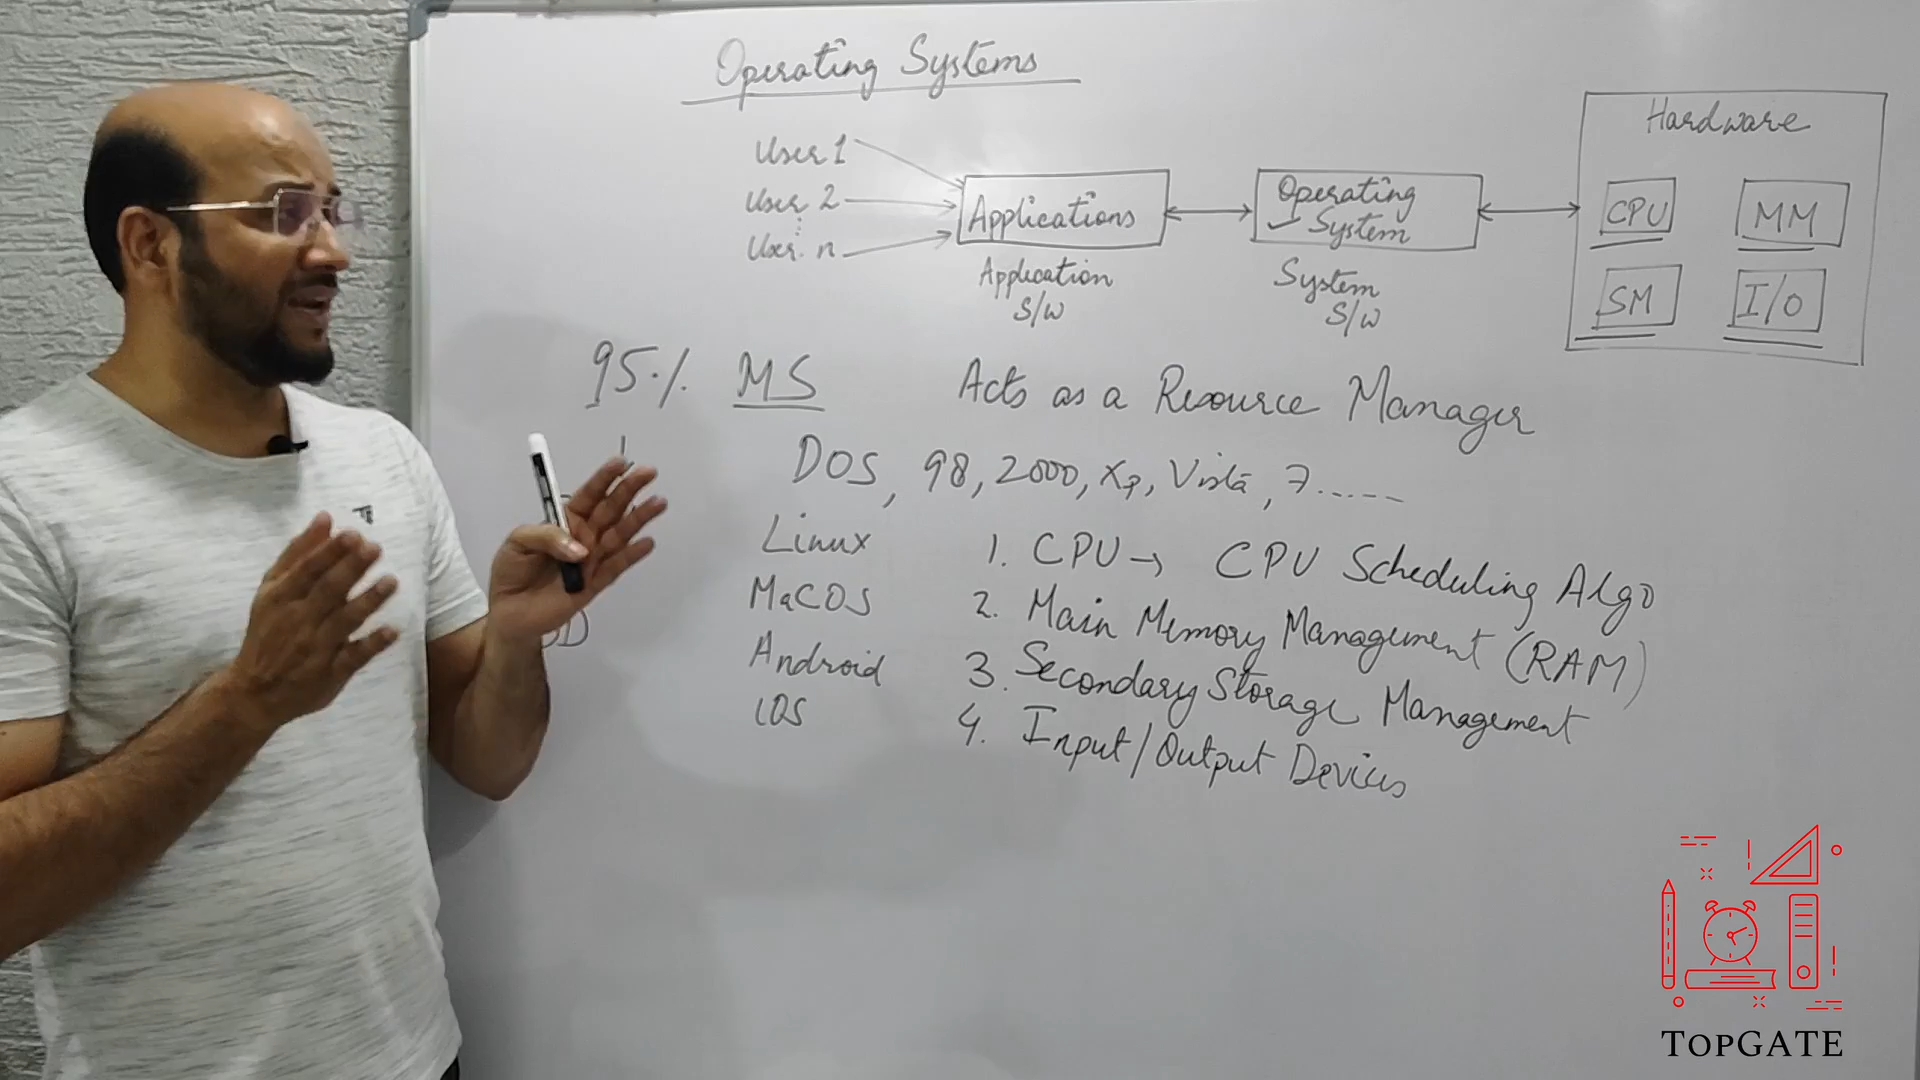 Operating Systems
User 1
User 2
User n
Applications
Application
S/W
Operating
System
System
S/W
Hardware
CPU
MM
SM
I/O
95% MS
Acts as a Resource Manager
DOS, 98, 2000, XP, Vista, 7......
Linux
MacOS
Android
iOS
1. CPU → CPU Scheduling Algo
2. Main Memory Management (RAM)
3. Secondary Storage Management
4. Input/Output Devices
TOPGATE